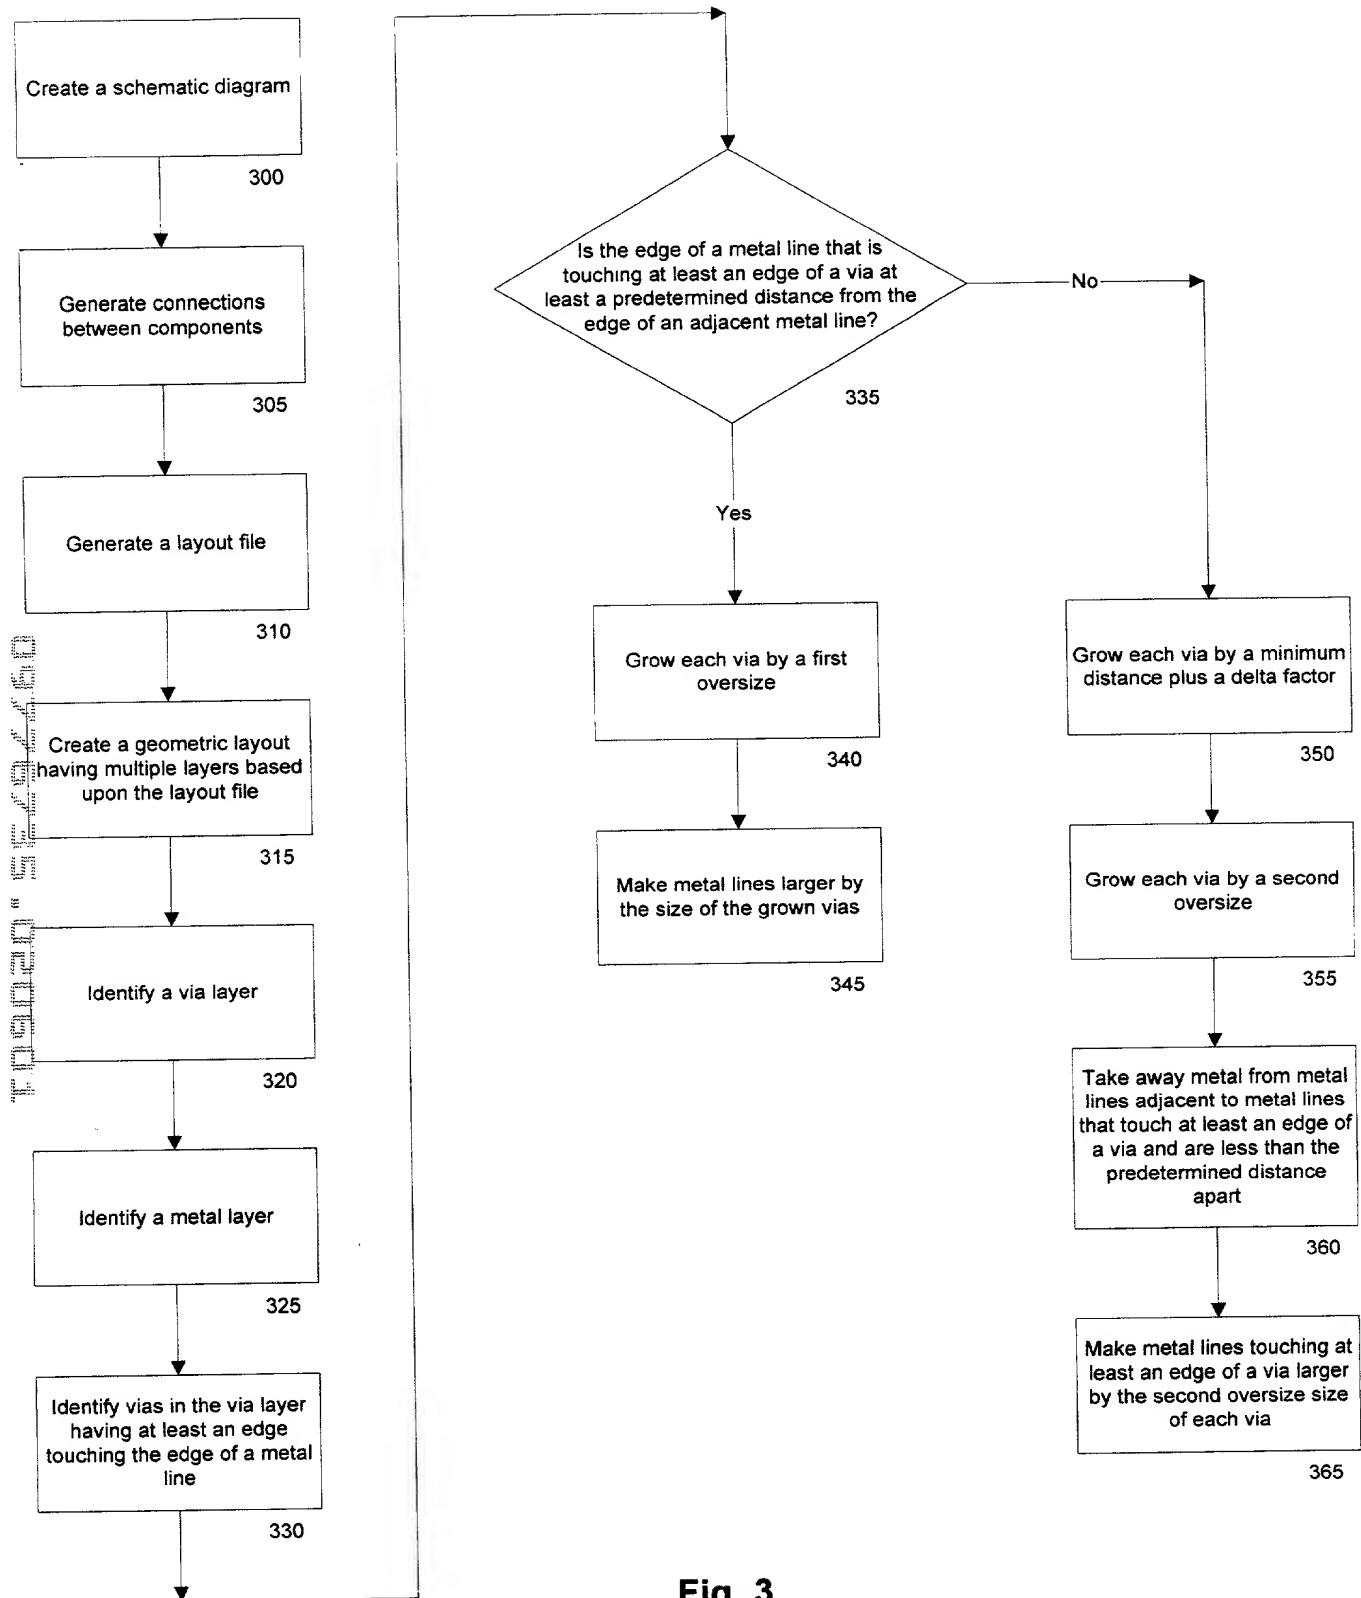 Create a schematic diagram
300
Generate connections
between components
305
Generate a layout file
310
Create a geometric layout
having multiple layers based
upon the layout file
315
Identify a via layer
320
Identify a metal layer
325
Identify vias in the via layer
having at least an edge
touching the edge of a metal
line
330
Is the edge of a metal line that is
touching at least an edge of a via at
least a predetermined distance from the
edge of an adjacent metal line?
335
No
Yes
Grow each via by a first
oversize
340
Make metal lines larger by
the size of the grown vias
345
Grow each via by a minimum
distance plus a delta factor
350
Grow each via by a second
oversize
355
Take away metal from metal
lines adjacent to metal lines
that touch at least an edge of
a via and are less than the
predetermined distance
apart
360
Make metal lines touching at
least an edge of a via larger
by the second oversize size
of each via
365
Fig. 3